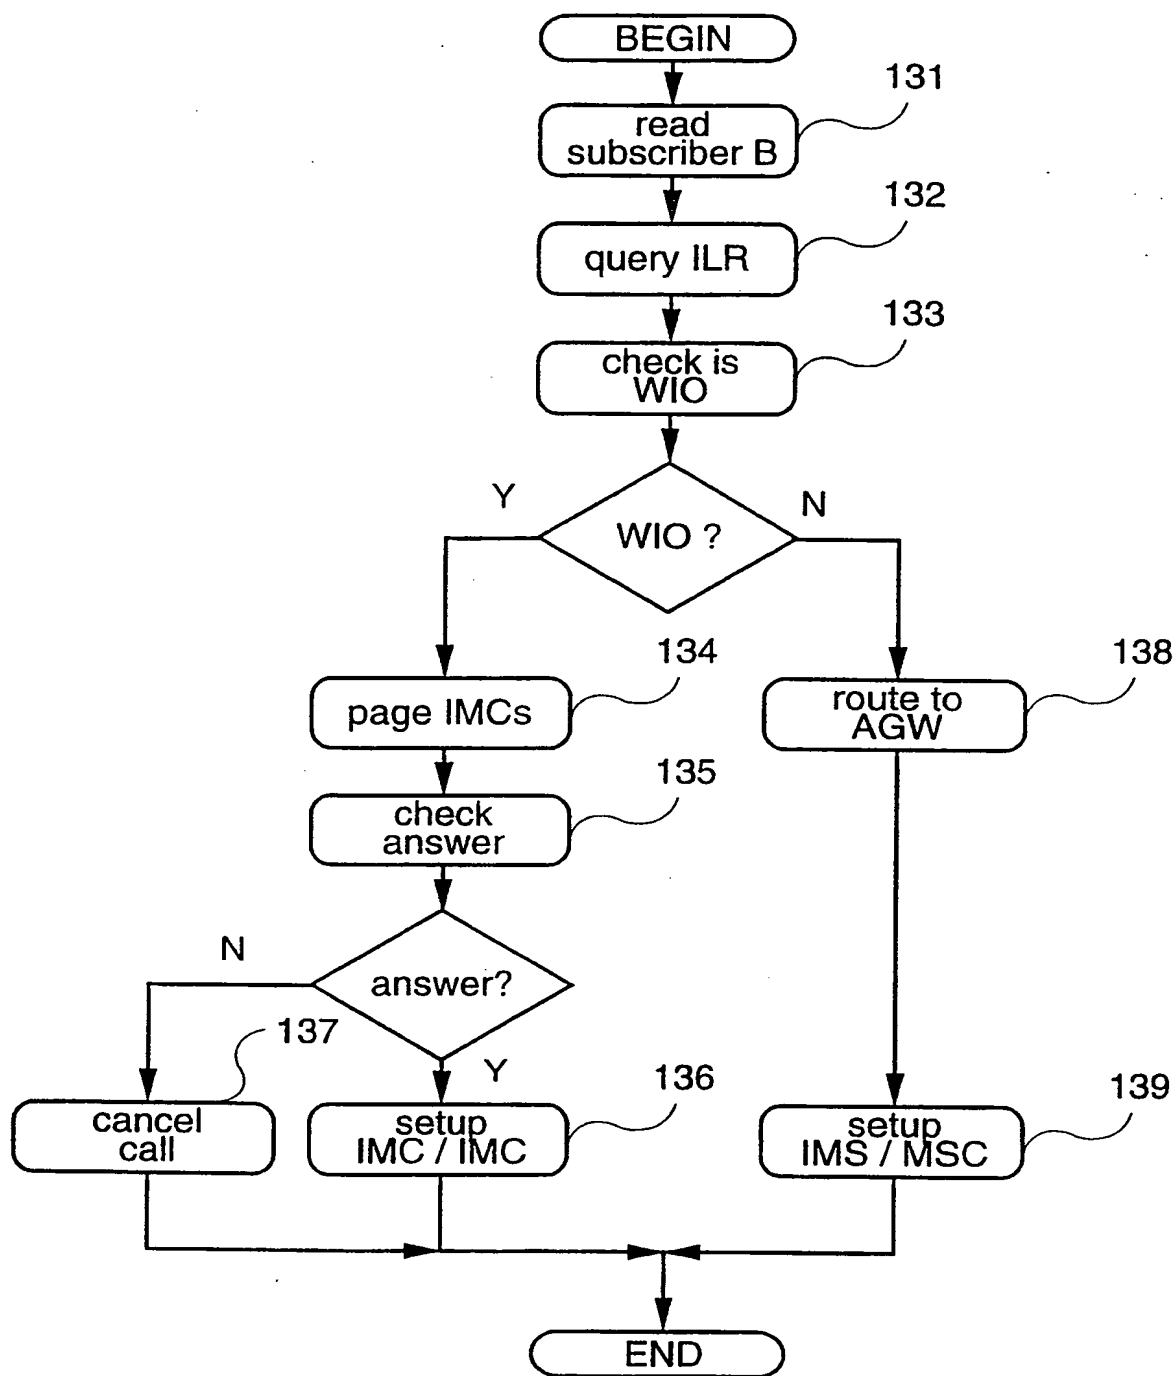 BEGIN
131
read
subscriber B
132
query ILR
133
check is
WIO
Y
N
WIO ?
134
138
page IMCs
route to
AGW
135
check
answer
N
answer?
137
Y
136
139
cancel
call
setup
IMC / IMC
setup
IMS / MSC
END